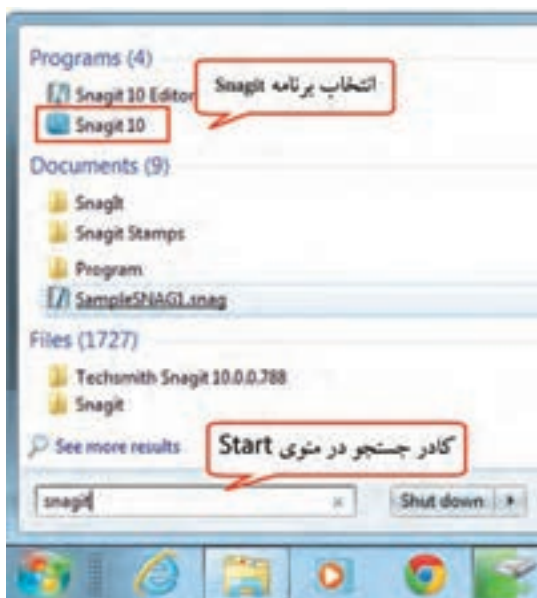 Programs (4)
Snagit 10 Editor
انتخاب برنامه Snagit
Snagit 10
Documents (9)
SnagIt
Snagit Stamps
Program
SampleSNAG1.snag
Files (1727)
Techsmith Snagit 10.0.0.788
Snagit
See more results
کادر جستجو در منوی Start
snagit
Shut down